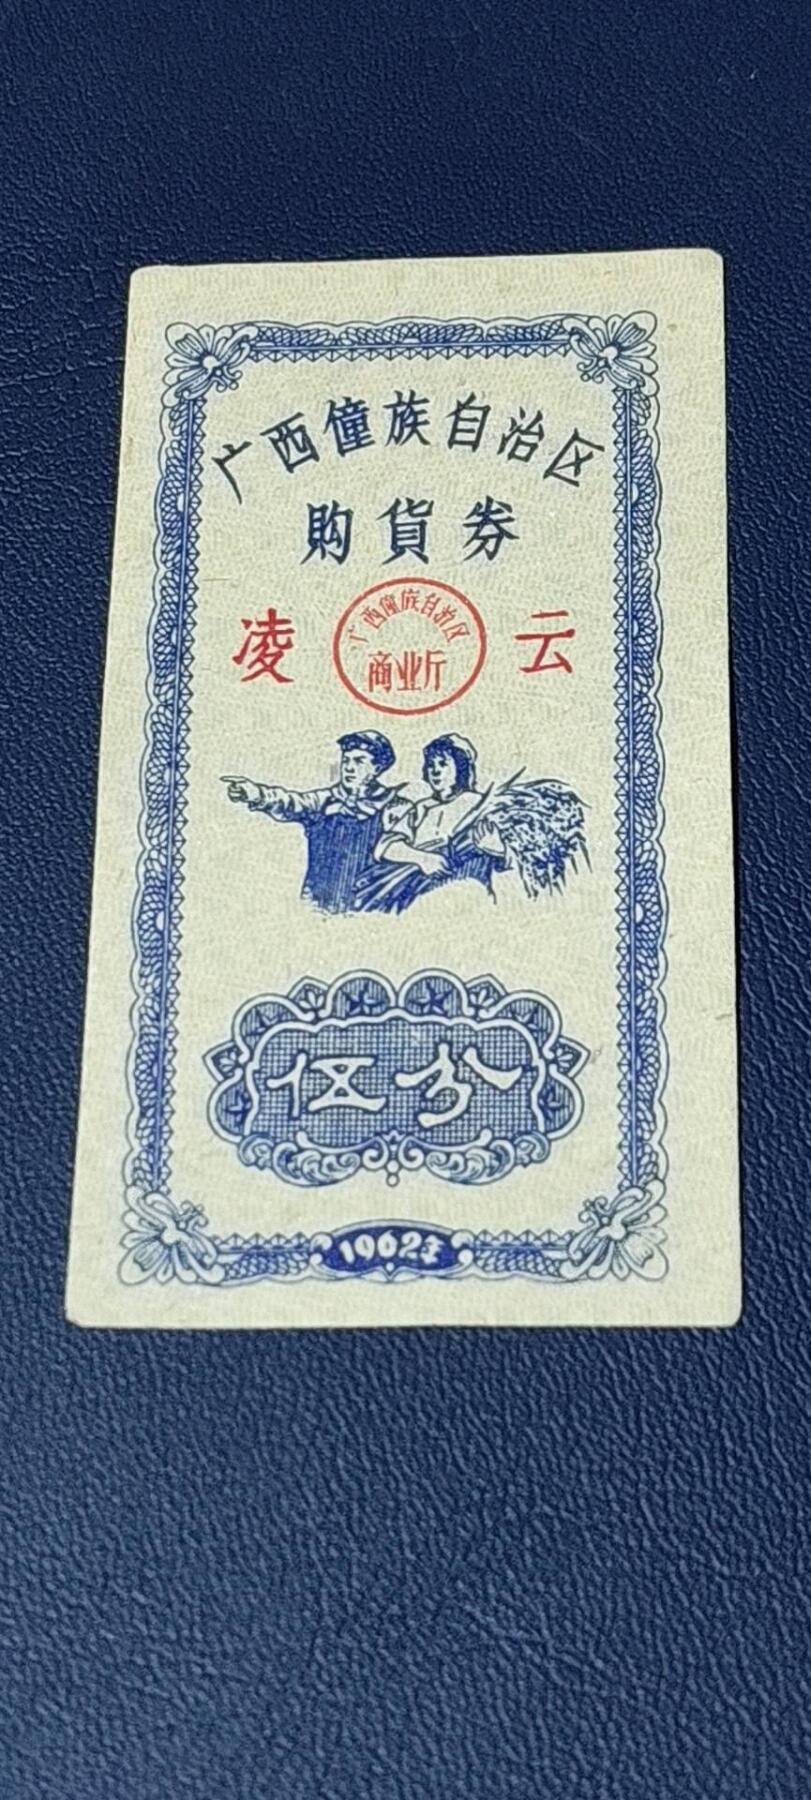 广西僮族自治区
购貨券
凌 云
广西僮族自治区
商业厅
伍分
1962年